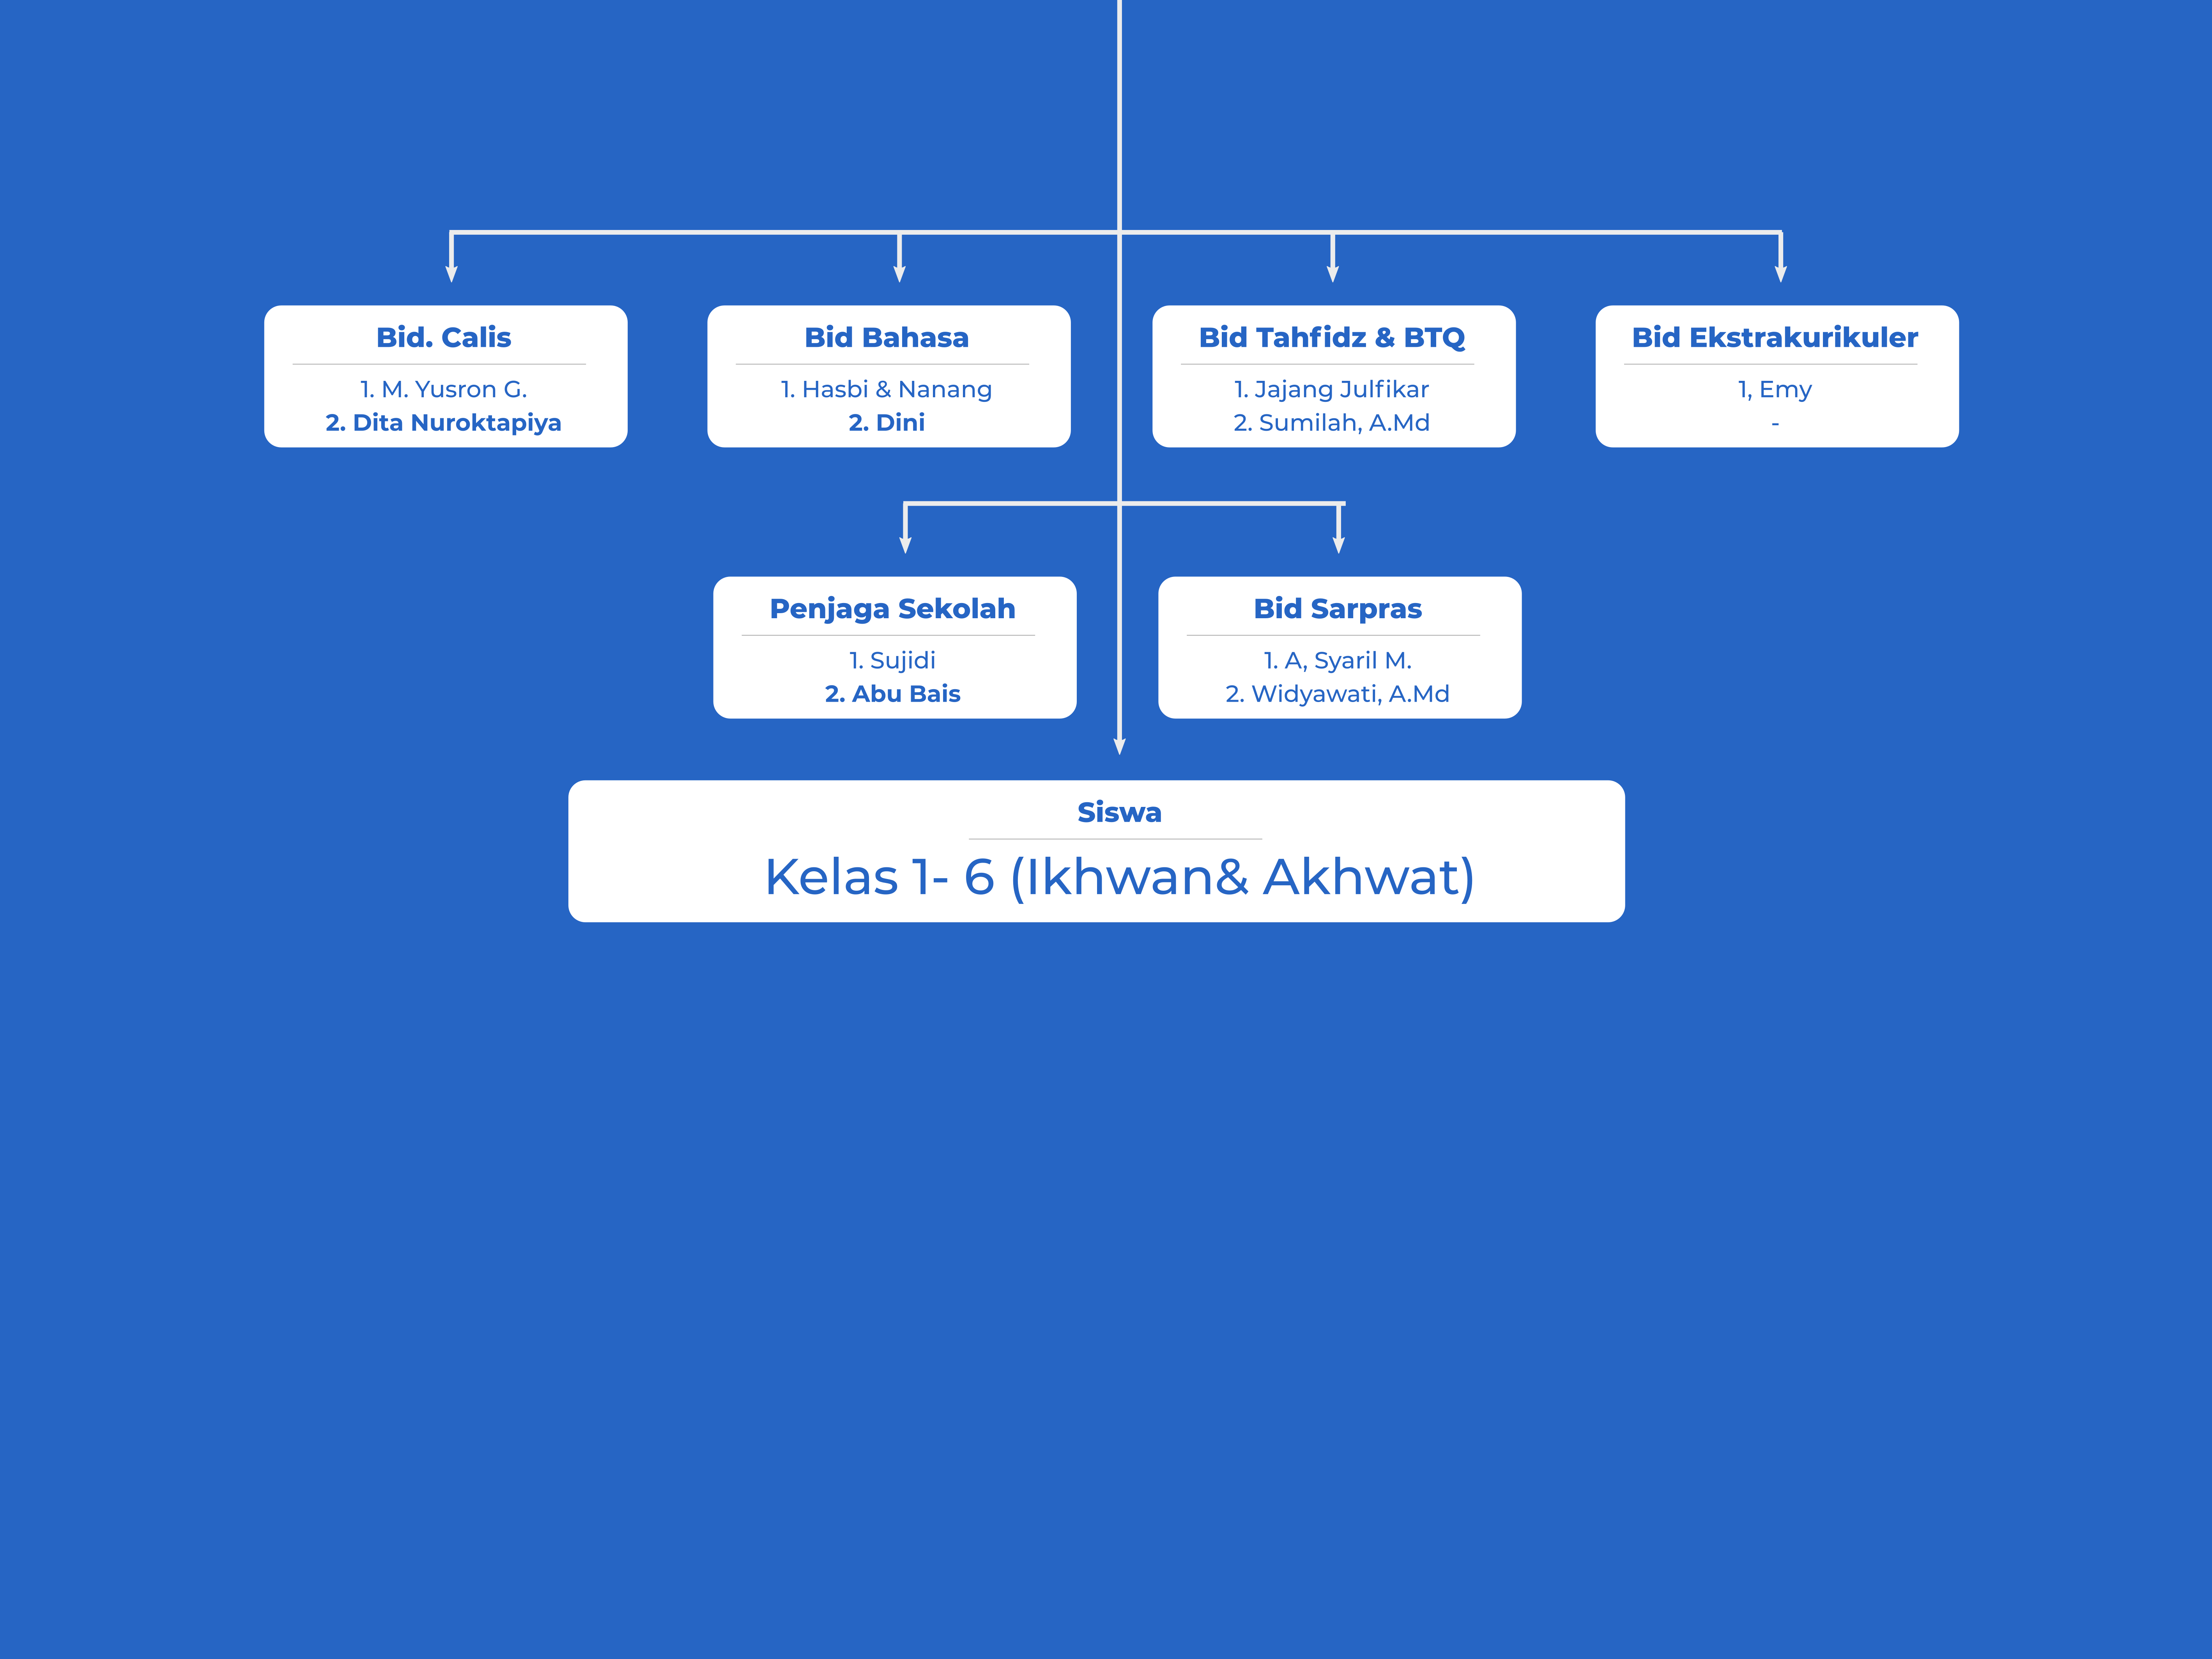 Bid. Calis
1. M. Yusron G.
2. Dita Nuroktapiya
Bid Bahasa
1. Hasbi & Nanang
2. Dini
Bid Tahfidz & BTQ
1. Jajang Julfikar
2. Sumilah, A.Md
Bid Ekstrakurikuler
1, Emy
-
Penjaga Sekolah
1. Sujidi
2. Abu Bais
Bid Sarpras
1. A, Syaril M.
2. Widyawati, A.Md
Siswa
Kelas 1- 6 (Ikhwan& Akhwat)